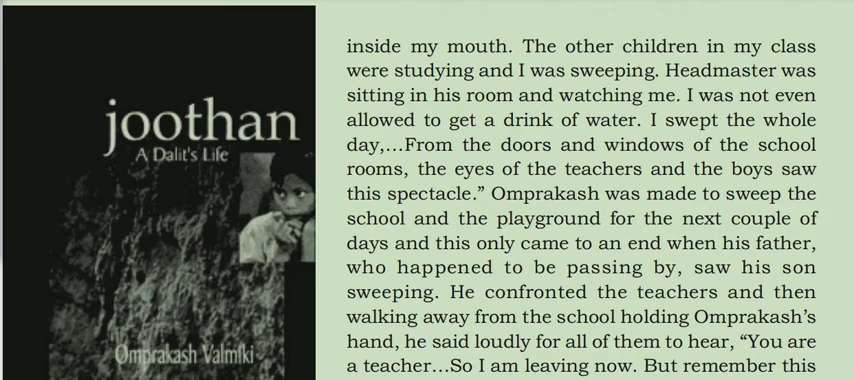 joothan
A Dalit's Life
Omprakash Valmiki
inside my mouth. The other children in my class
were studying and I was sweeping. Headmaster was
sitting in his room and watching me. I was not even
allowed to get a drink of water. I swept the whole
day,...From the doors and windows of the school
rooms, the eyes of the teachers and the boys saw
this spectacle.” Omprakash was made to sweep the
school and the playground for the next couple of
days and this only came to an end when his father,
who happened to be passing by, saw his son
sweeping. He confronted the teachers and then
walking away from the school holding Omprakash’s
hand, he said loudly for all of them to hear, “You are
a teacher...So I am leaving now. But remember this